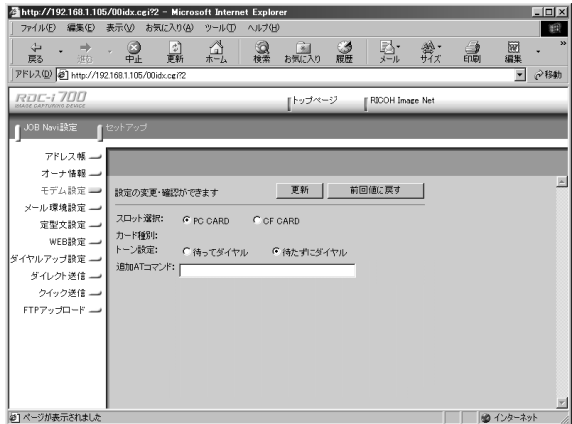 http://192.168.1.105/00idx.cgi?2 - Microsoft Internet Explorer
ファイル(F) 編集(E) 表示(V) お気に入り(A) ツール(T) ヘルプ(H)
戻る 進む 中止 更新 ホーム 検索 お気に入り 履歴 メール サイズ 印刷 編集 »
アドレス(D) http://192.168.1.105/00idx.cgi?2 移動
RDC-i 700
IMAGE CAPTURING DEVICE
トップページ RICOH Image Net
JOB Navi設定 セットアップ
アドレス帳
オーナ情報
モデム設定
メール環境設定
定型文設定
WEB設定
ダイヤルアップ設定
ダイレクト送信
クイック送信
FTPアップロード
設定の変更・確認ができます 更新 前回値に戻す
スロット選択: PC CARD CF CARD
カード種別:
トーン設定: 待ってダイヤル 待たずにダイヤル
追加ATコマンド:
ページが表示されました インターネット